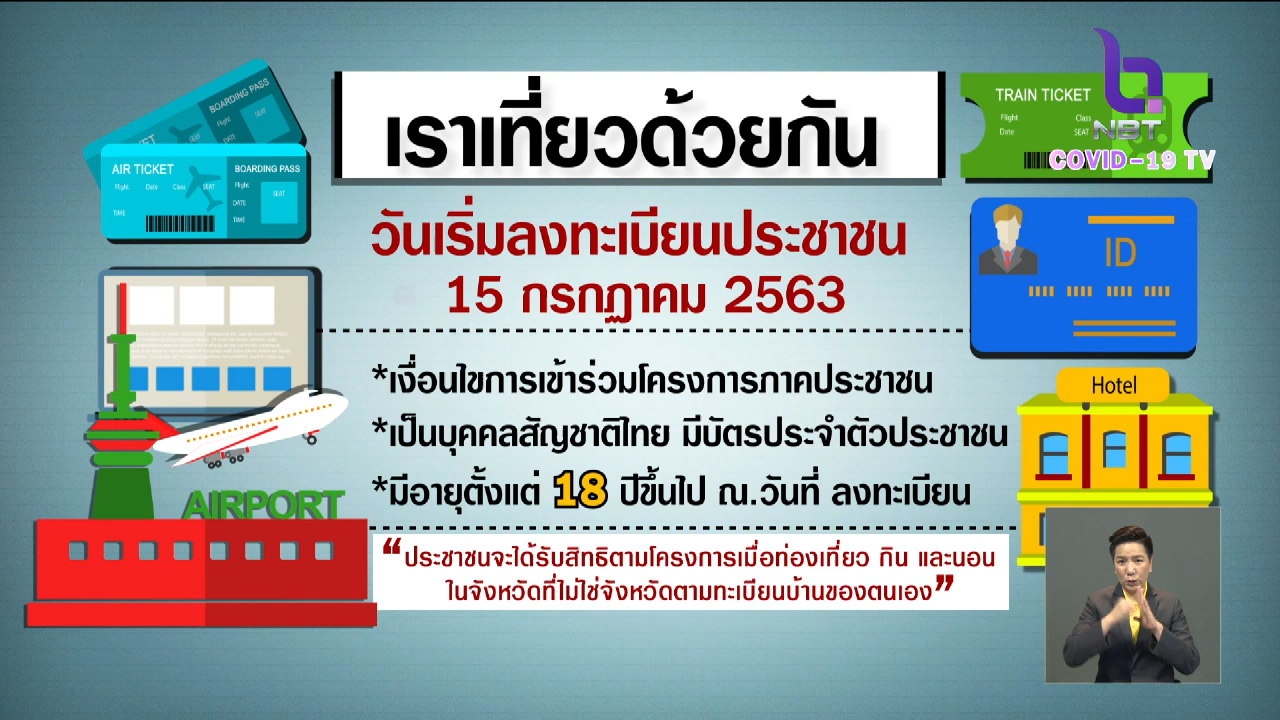 เราเที่ยวด้วยกัน
วันเริ่มลงทะเบียนประชาชน
15 กรกฎาคม 2563
*เงื่อนไขการเข้าร่วมโครงการภาคประชาชน
*เป็นบุคคลสัญชาติไทย มีบัตรประจำตัวประชาชน
*มีอายุตั้งแต่ 18 ปีขึ้นไป ณ.วันที่ ลงทะเบียน
“ประชาชนจะได้รับสิทธิตามโครงการเมื่อท่องเที่ยว กิน และนอน
ในจังหวัดที่ไม่ใช่จังหวัดตามทะเบียนบ้านของตนเอง”
BOARDING PASS
Flight
SEAT
DATE
SEAT
AIR TICKET
BOARDING PASS
Flight Date Class SEAT
Flight
SEAT
DATE
TIME
TIME
AIRPORT
TRAIN TICKET
Flight Class
Date SEAT
NBT
COVID-19 TV
ID
Hotel